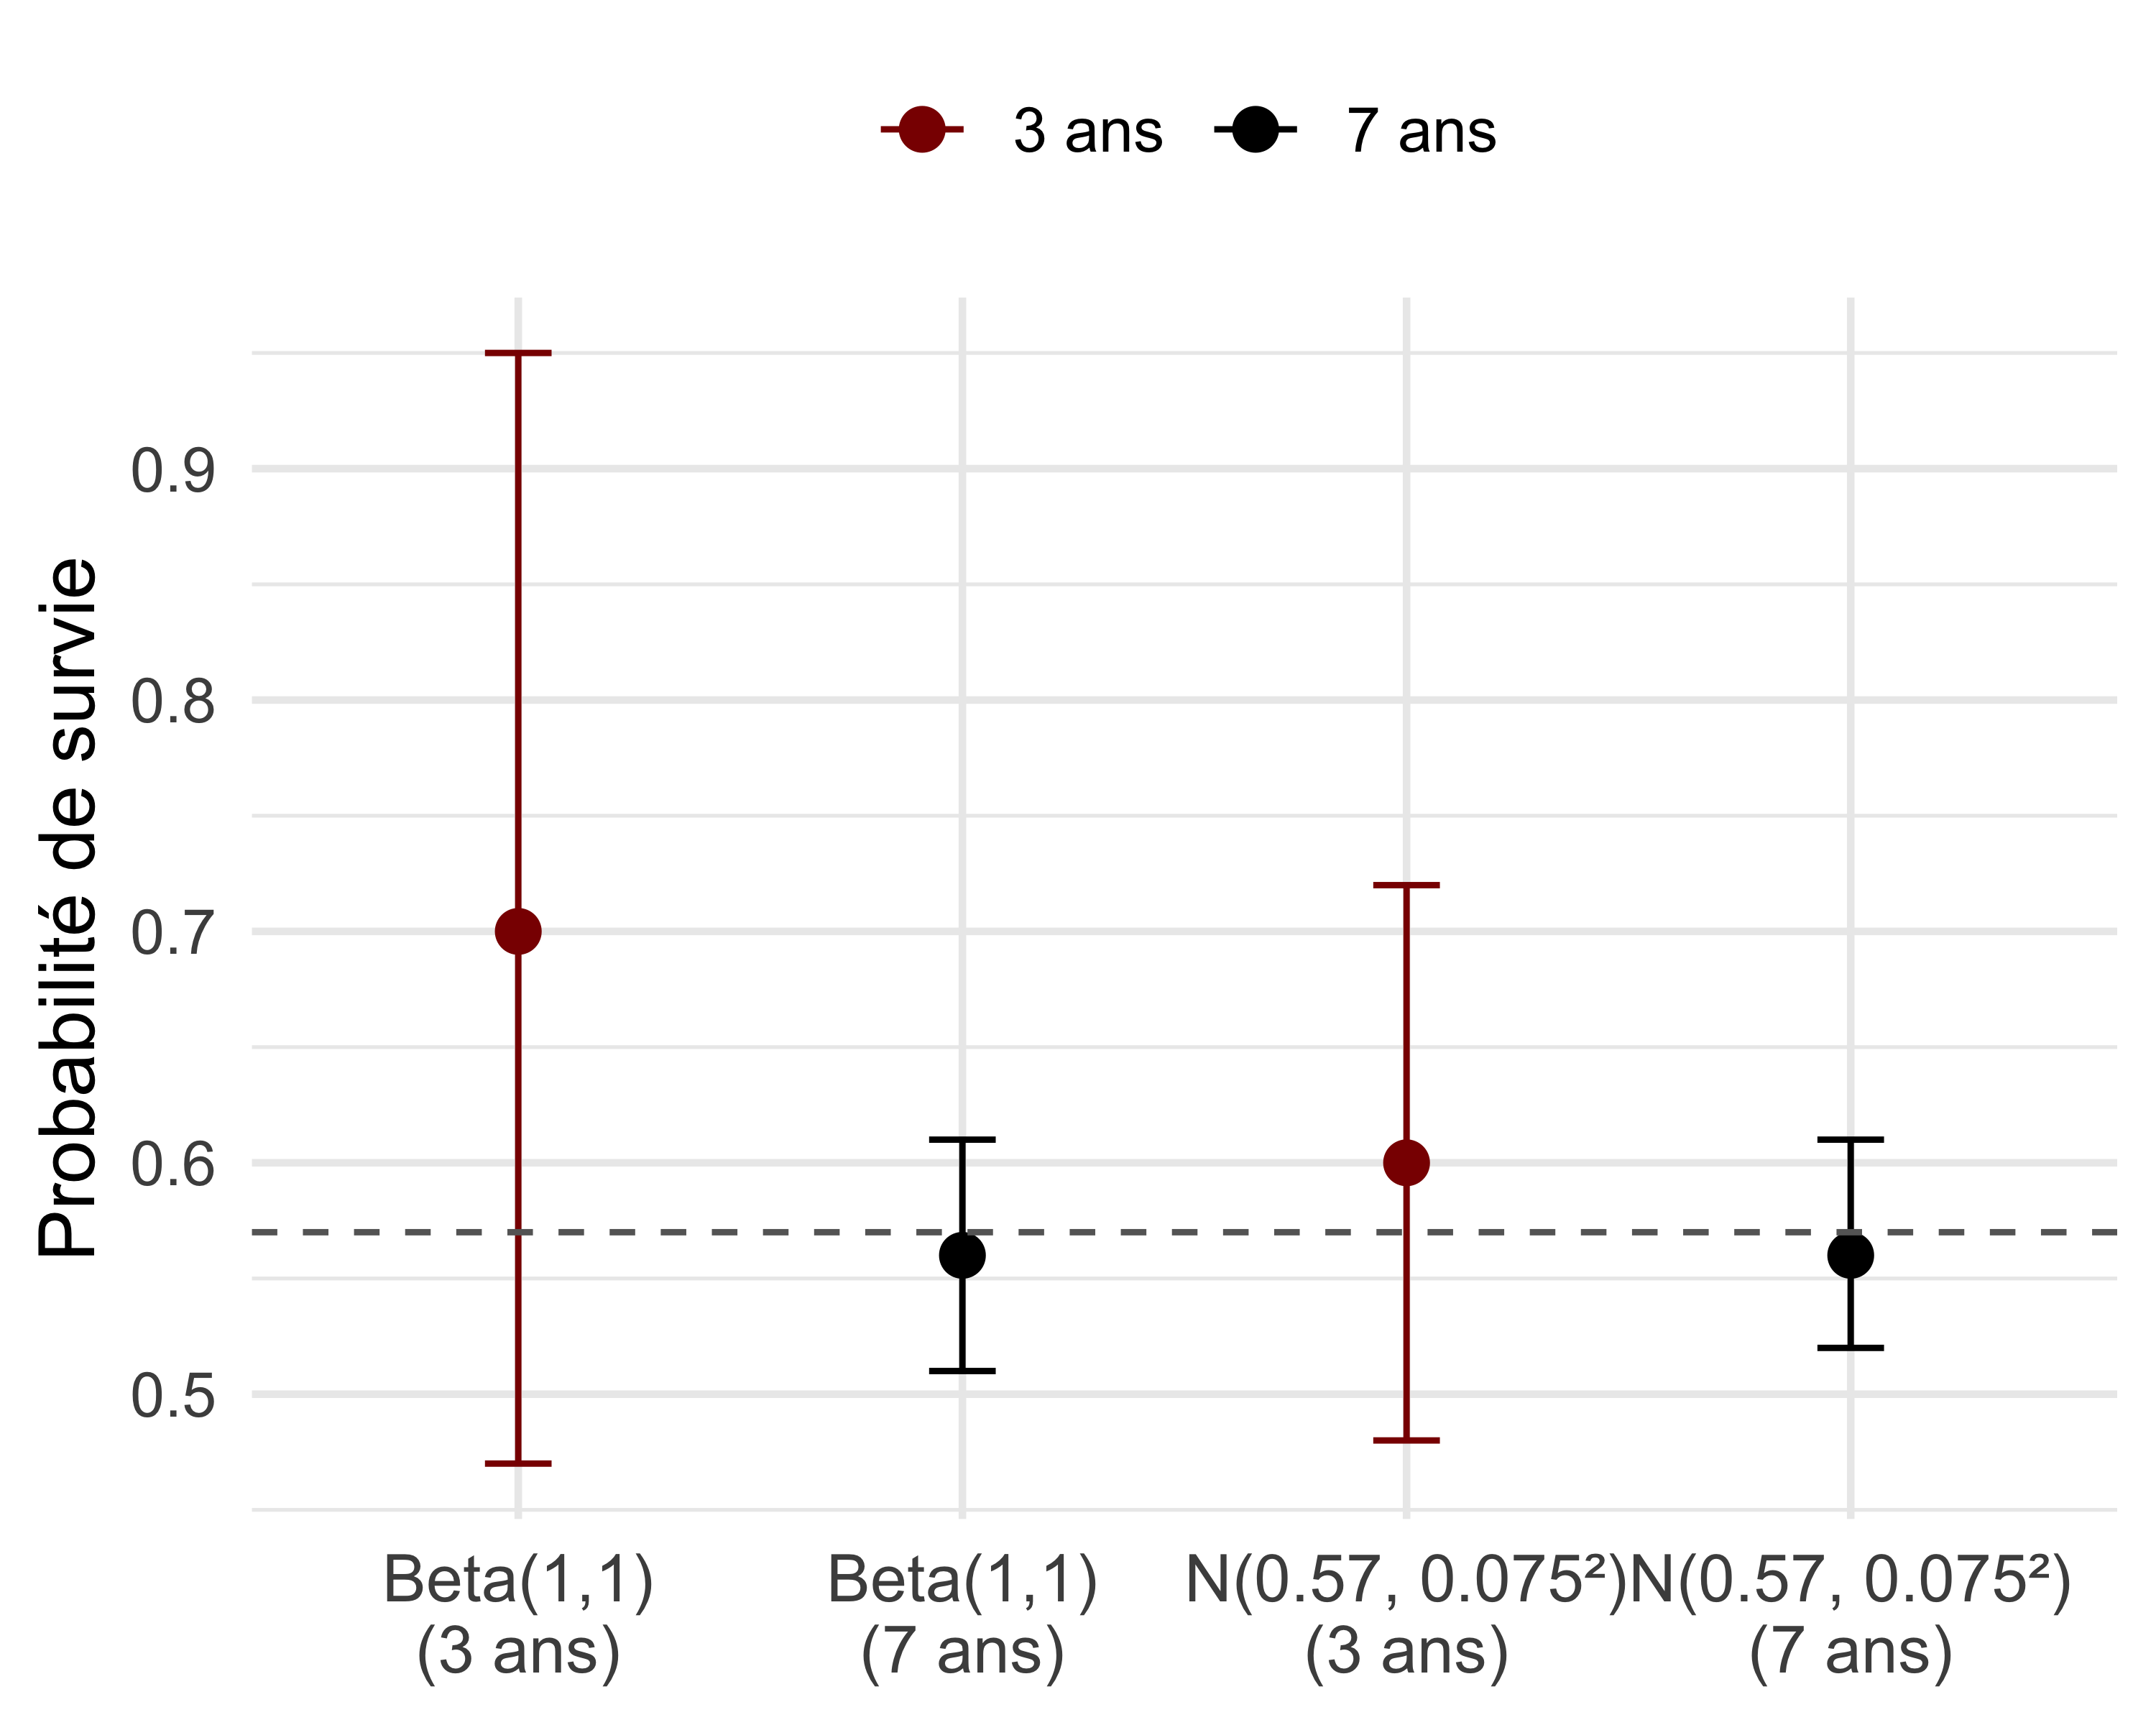 3 ans
7 ans
Probabilité de survie
0.9
0.8
0.7
0.6
0.5
Beta(1,1)
(3 ans)
Beta(1,1)
(7 ans)
N(0.57, 0.075²)
(3 ans)
N(0.57, 0.075²)
(7 ans)